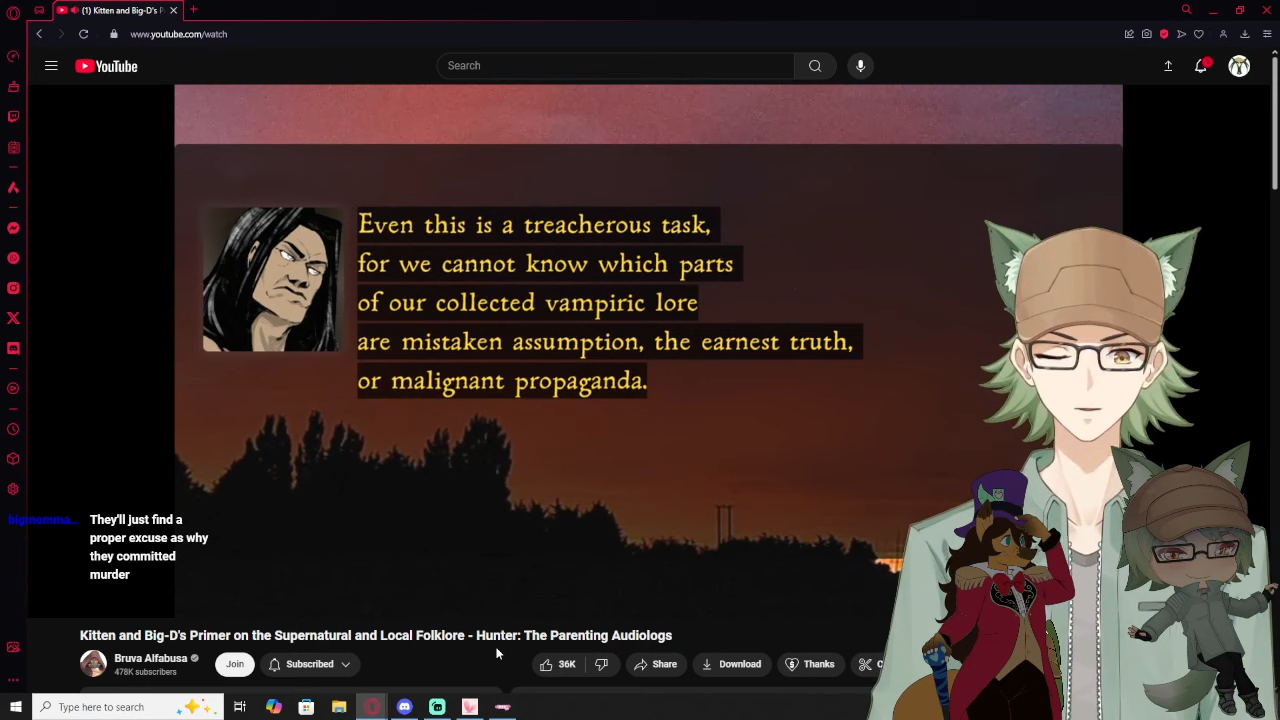 (1) Kitten and Big-D's P
www.youtube.com/watch
YouTube
Search
Even this is a treacherous task,
for we cannot know which parts
of our collected vampiric lore
are mistaken assumption, the earnest truth,
or malignant propaganda.
bigmomma... They'll just find a
proper excuse as why
they committed
murder
Kitten and Big-D's Primer on the Supernatural and Local Folklore - Hunter: The Parenting Audiologs
Bruva Alfabusa
478K subscribers
Join
Subscribed
36K
Share
Download
Thanks
C
Type here to search